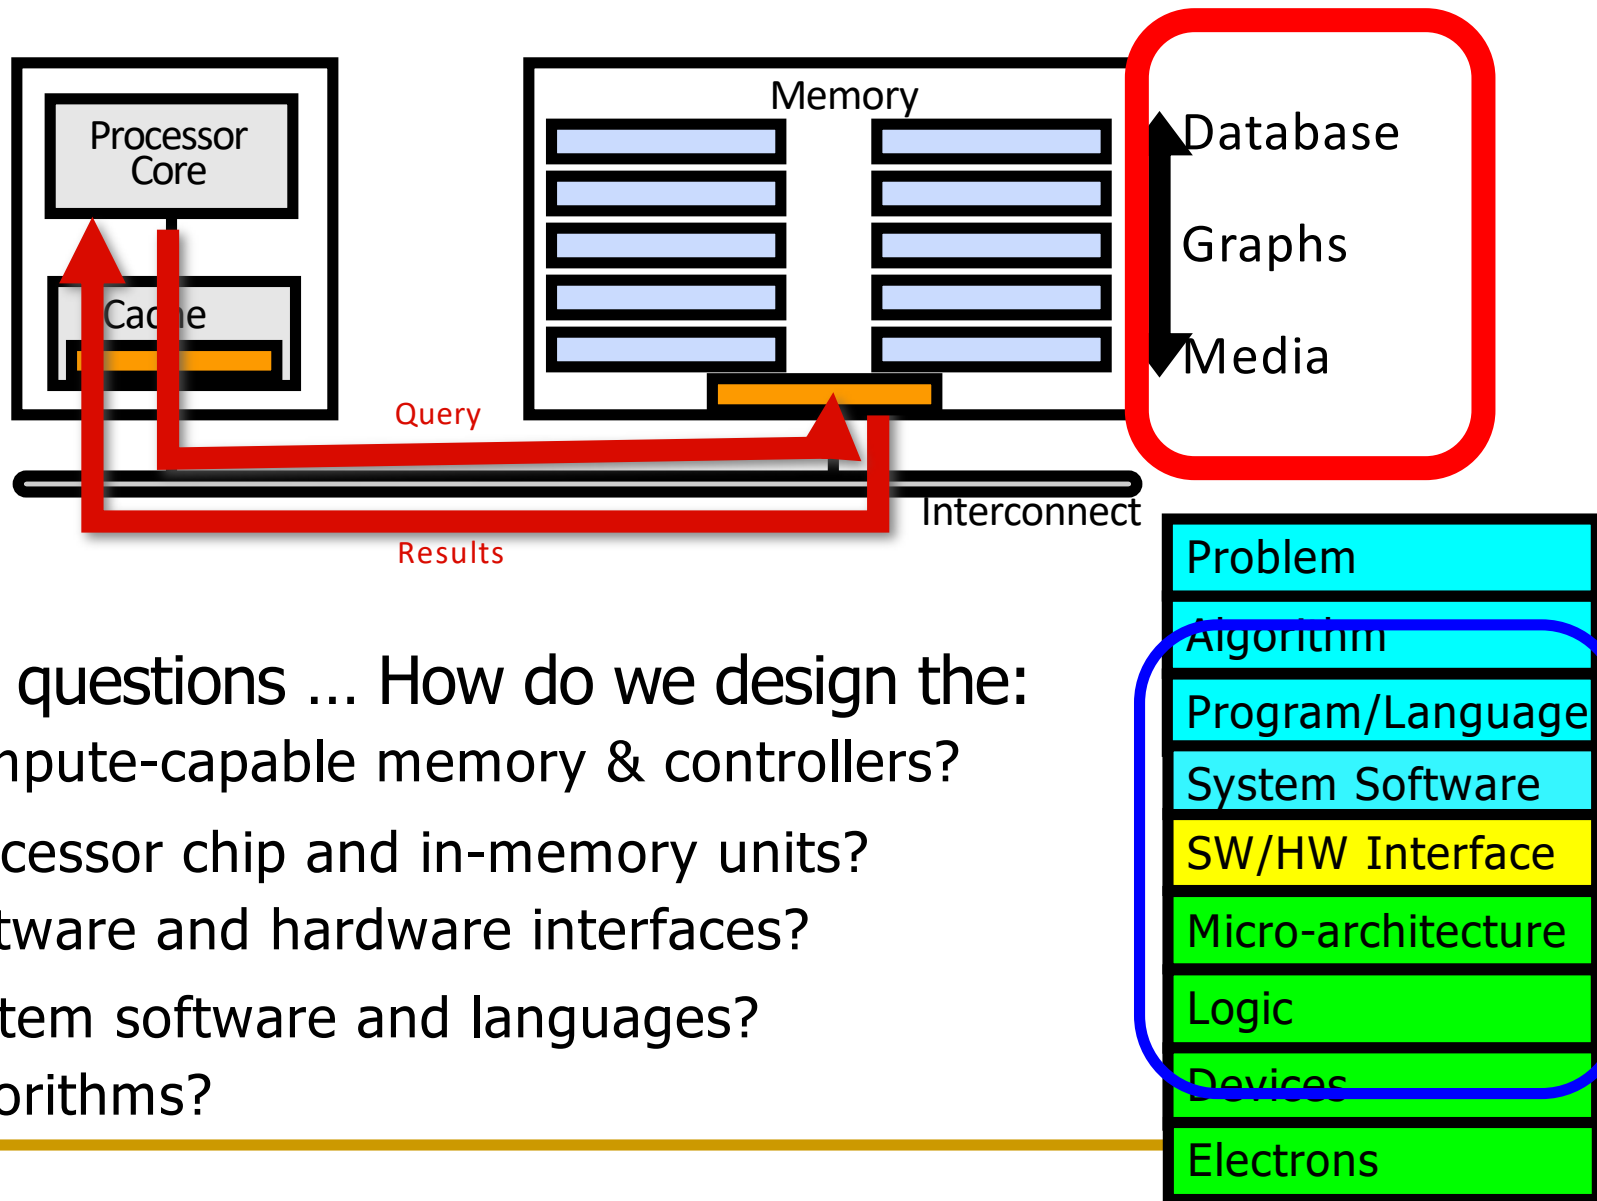 Memory
Processor
Core
Cache
Database
Graphs
Media
Query
Interconnect
Results
questions ... How do we design the:
mpute-capable memory & controllers?
cessor chip and in-memory units?
tware and hardware interfaces?
tem software and languages?
orithms?
Problem
Algorithm
Program/Language
System Software
SW/HW Interface
Micro-architecture
Logic
Devices
Electrons